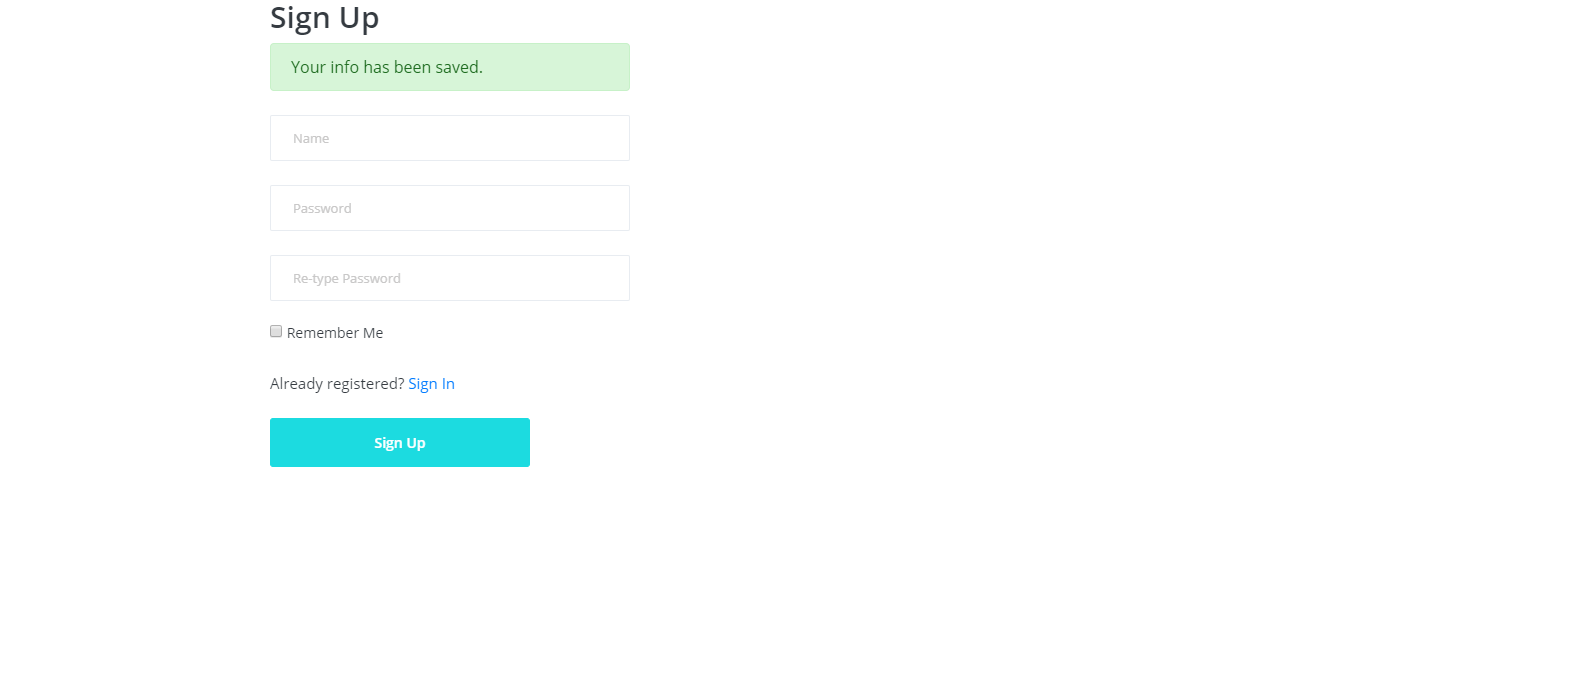 Sign Up
Your info has been saved.
Name
Password
Re-type Password
Remember Me
Already registered? Sign In
Sign Up